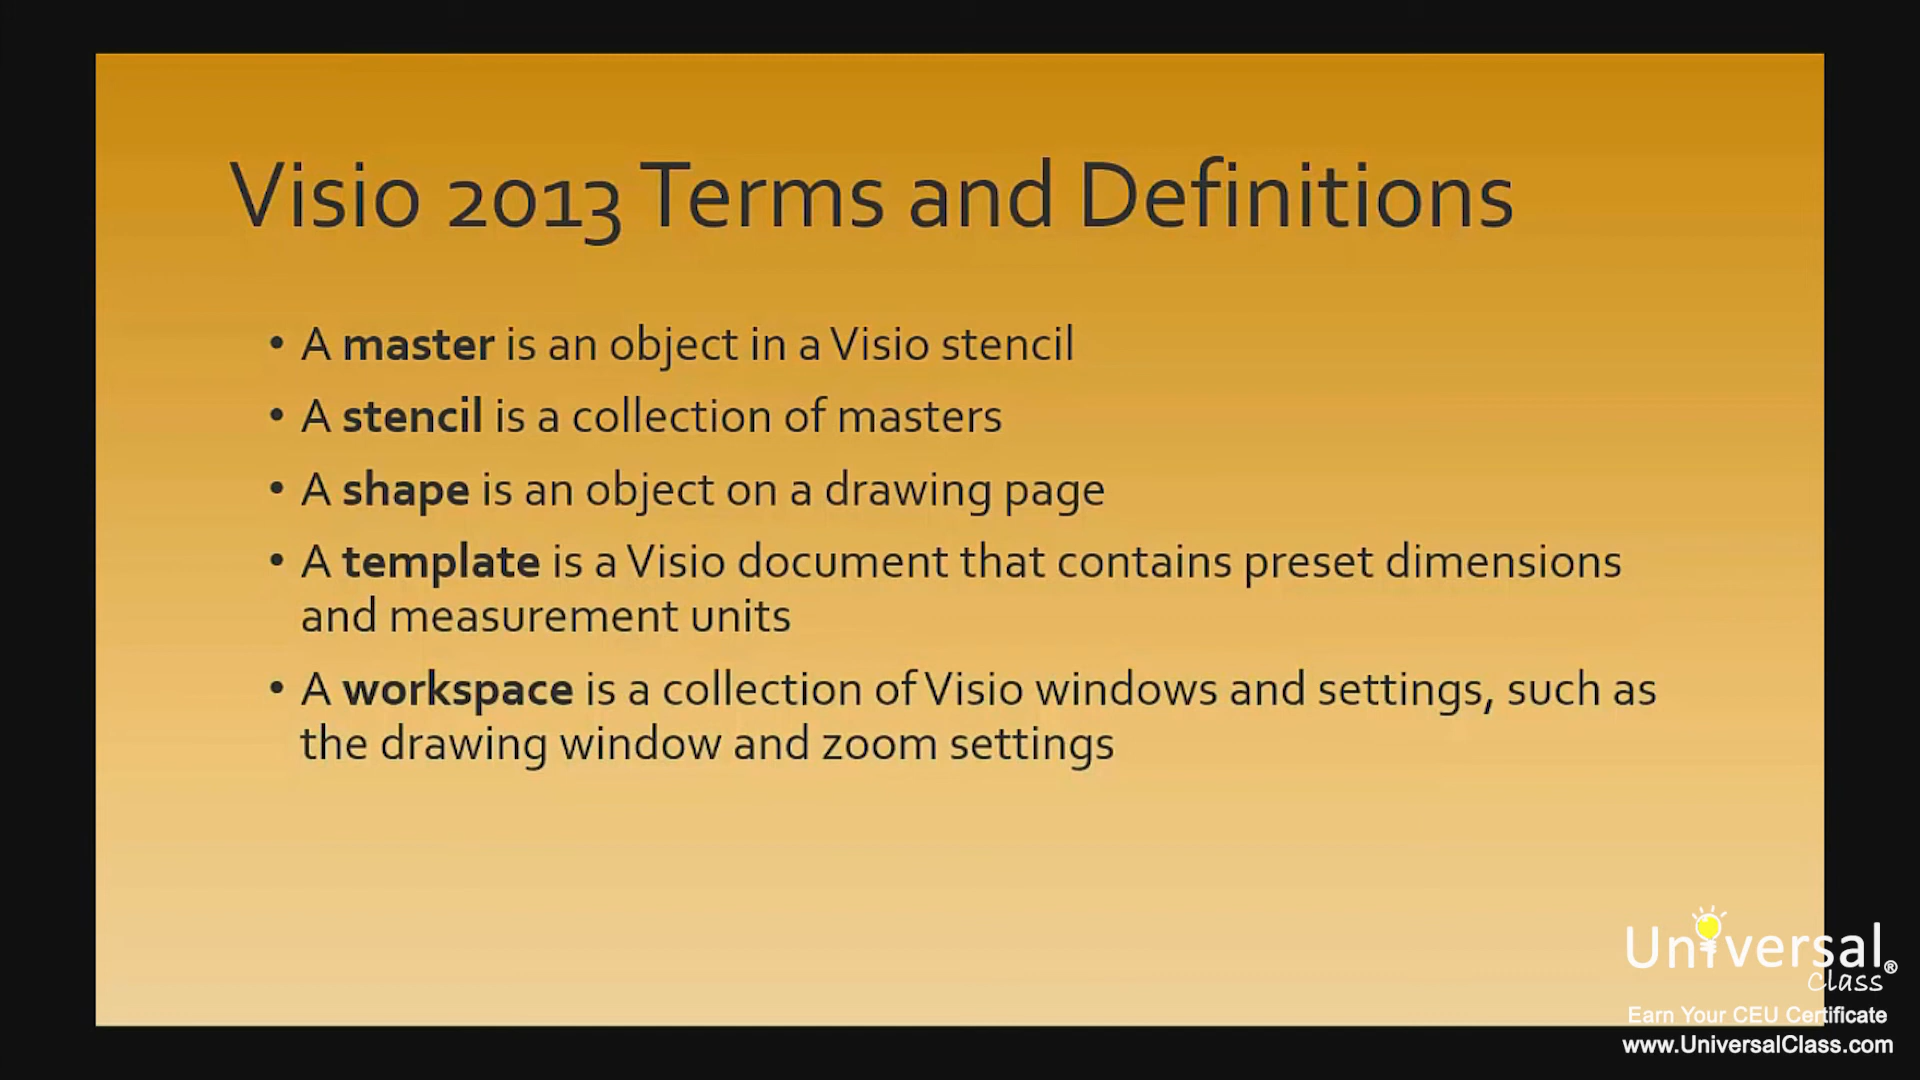 Visio 2013 Terms and Definitions
• A master is an object in a Visio stencil
• A stencil is a collection of masters
• A shape is an object on a drawing page
• A template is a Visio document that contains preset dimensions
and measurement units
• A workspace is a collection of Visio windows and settings, such as
the drawing window and zoom settings
Universal®
Class
Earn Your CEU Certificate
www.UniversalClass.com